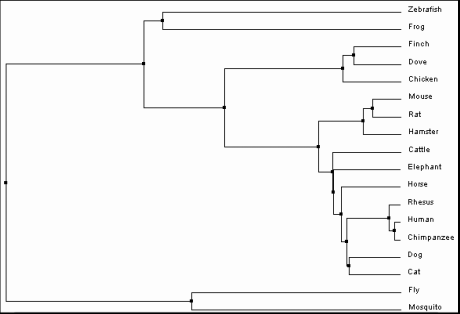 Zebrafish
Frog
Finch
Dove
Chicken
Mouse
Rat
Hamster
Cattle
Elephant
Horse
Rhesus
Human
Chimpanzee
Dog
Cat
Fly
Mosquito